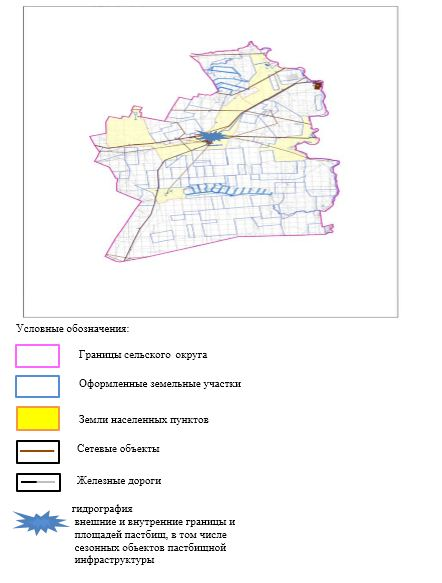 Условные обозначения:
Границы сельского округа
Оформленные земельные участки
Земли населенных пунктов
Сетевые объекты
Железные дороги
гидрография
внешние и внутренние границы и
площадей пастбищ, в том числе
сезонных объектов пастбищной
инфраструктуры